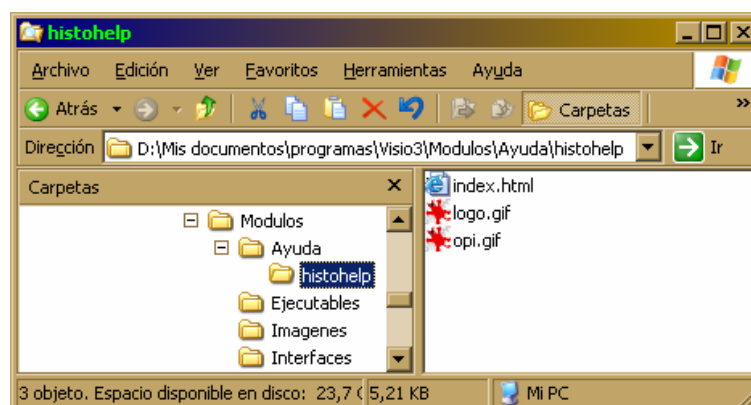 histohelp
Archivo Edición Ver Favoritos Herramientas Ayuda
Atrás Carpetas »
Dirección D:\Mis documentos\programas\Visio3\Modulos\Ayuda\histohelp Ir
Carpetas
index.html
logo.gif
opi.gif
Modulos
Ayuda
histohelp
Ejecutables
Imagenes
Interfaces
3 objeto. Espacio disponible en disco: 23,7 5,21 KB Mi PC